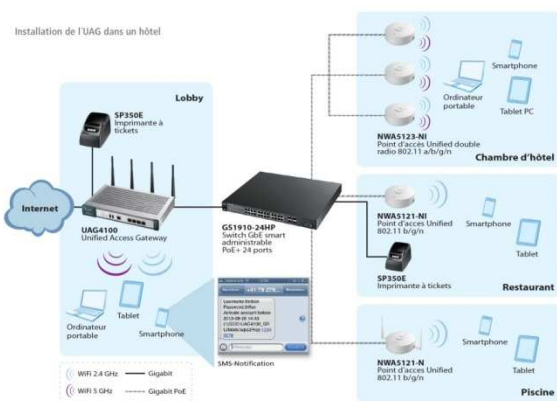 Installation de l'UAG dans un hôtel
Lobby
SP350E
Imprimante à
tickets
Internet
UAG4100
Unified Access Gateway
Ordinateur
portable
Tablet
Smartphone
WiFi 2.4 GHz
Gigabit
WiFi 5 GHz
Gigabit PoE
GS1910-24HP
Switch GbE smart
administrable
PoE+ 24 ports
SMS-Notification
Smartphone
Ordinateur
portable
Tablet PC
NWA5123-NI
Point d'accès Unified double
radio 802.11 a/b/g/n
Chambre d'hôtel
NWA5121-NI
Point d'acces Unified
802.11 b/g/n
Smartphone
Tablet
SP350E
Imprimante à tickets
Restaurant
NWA5121-N
Point d'acces Unified
802.11 b/g/n
Smartphone
Tablet
Piscine